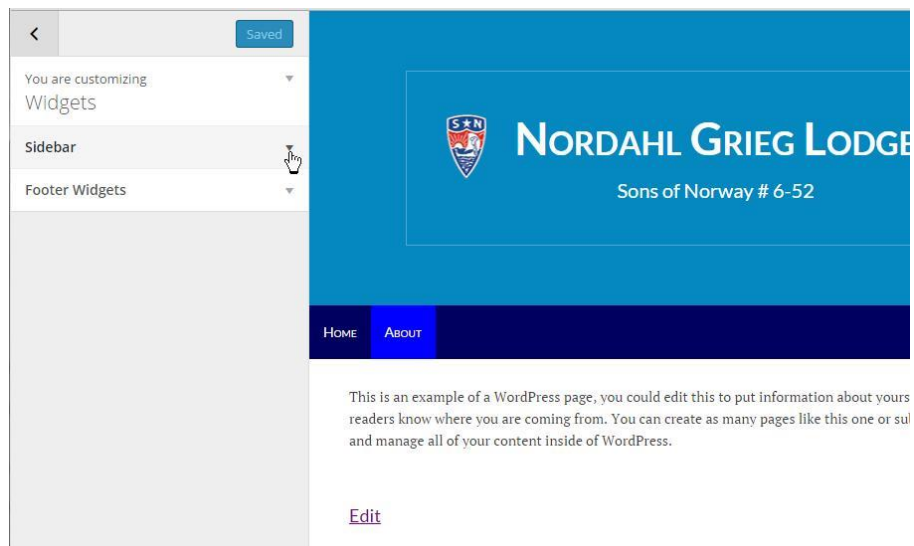 Saved
You are customizing
Widgets
Sidebar
Footer Widgets
S★N
NORDAHL GRIEG LODGE
Sons of Norway # 6-52
HOME ABOUT
This is an example of a WordPress page, you could edit this to put information about yours
readers know where you are coming from. You can create as many pages like this one or sul
and manage all of your content inside of WordPress.
Edit